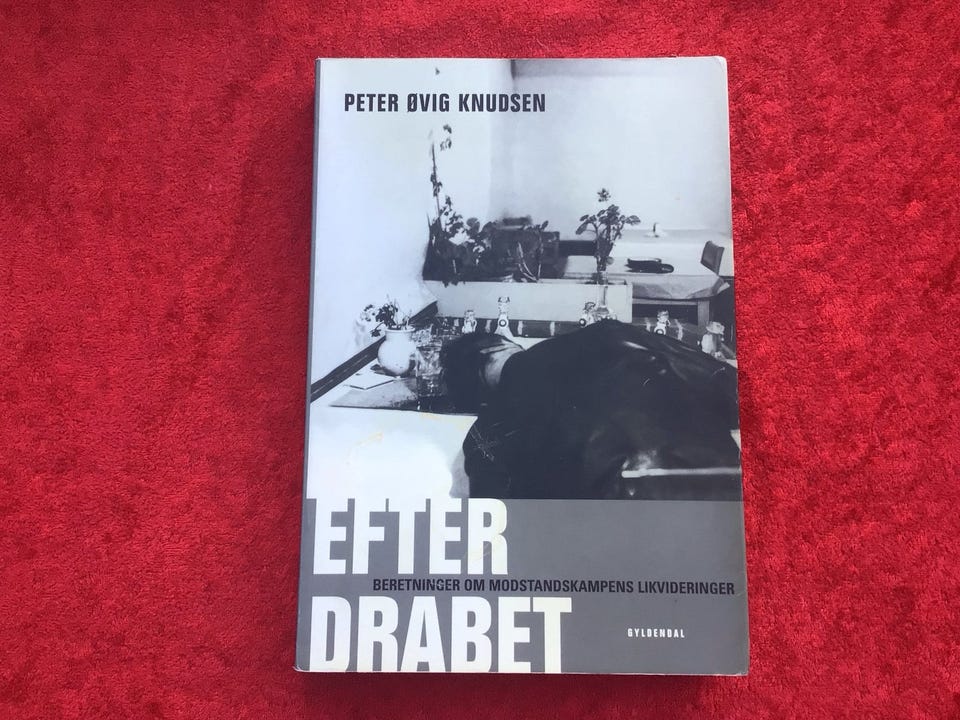 PETER ØVIG KNUDSEN
EFTER
BERETNINGER OM MODSTANDSKAMPENS LIKVIDERINGER
DRABET
GYLDENDAL